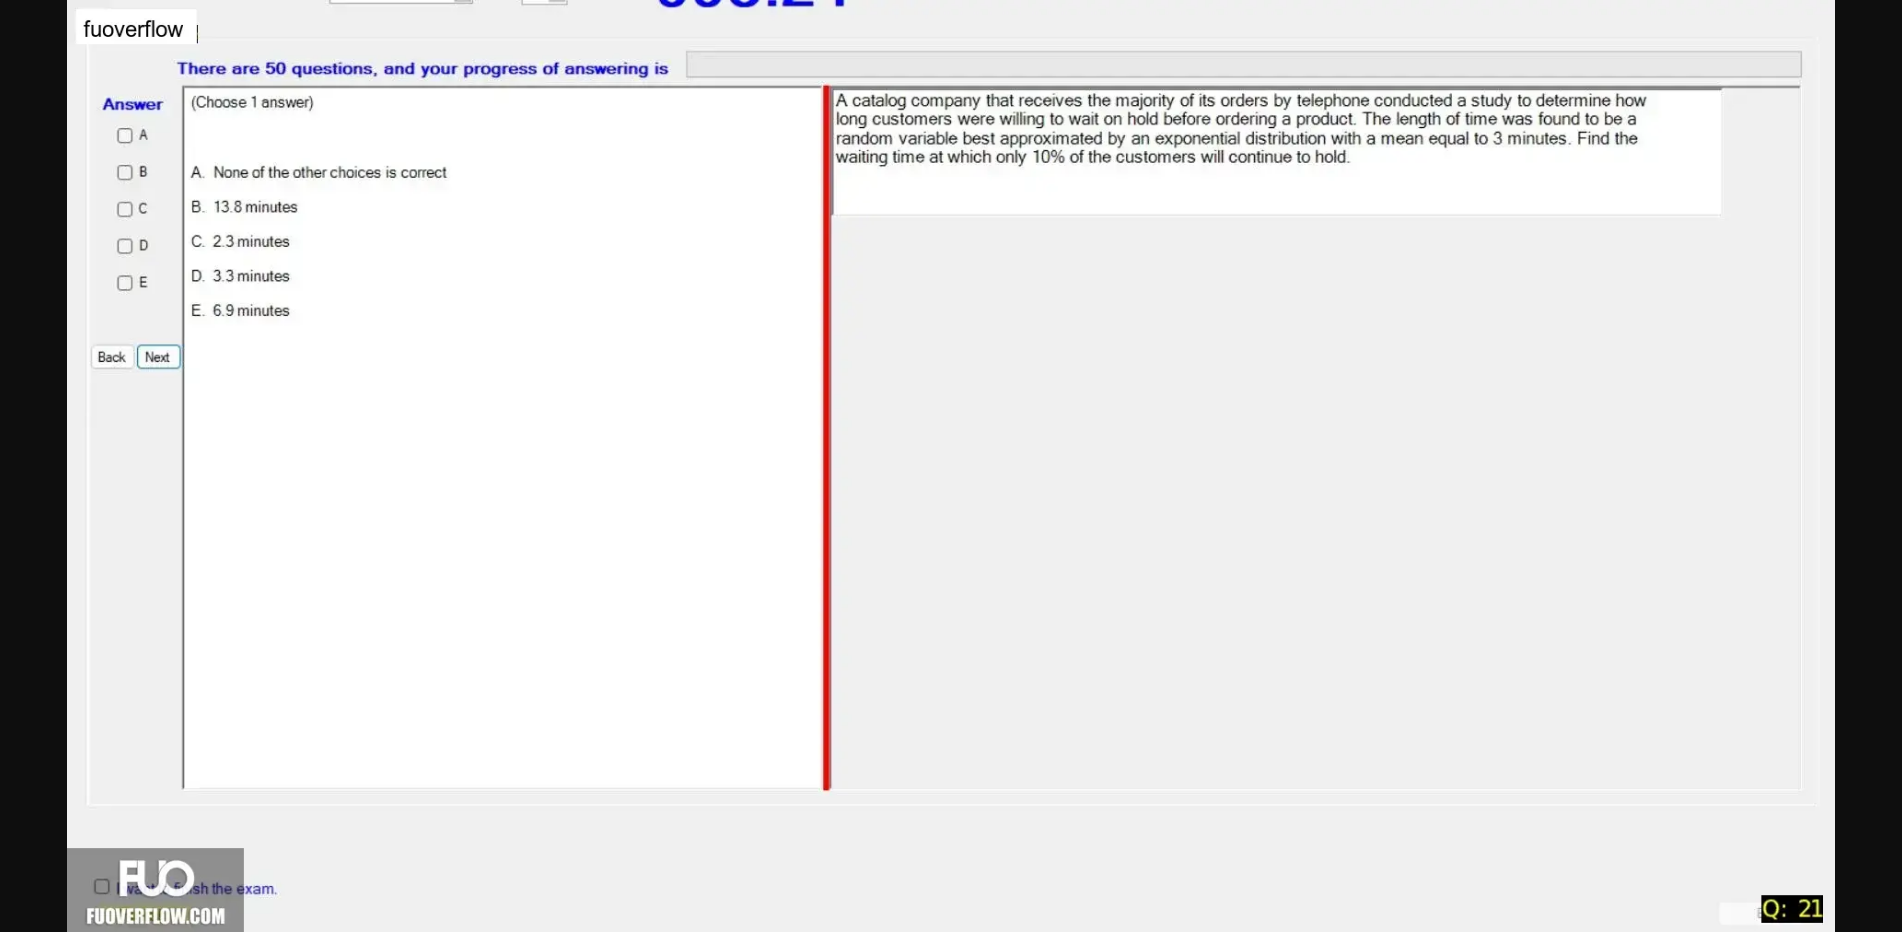 fuoverflow
There are 50 questions, and your progress of answering is
Answer
A
B
C
D
E
Back Next
(Choose 1 answer)
A. None of the other choices is correct
B. 13.8 minutes
C. 2.3 minutes
D. 3.3 minutes
E. 6.9 minutes
A catalog company that receives the majority of its orders by telephone conducted a study to determine how
long customers were willing to wait on hold before ordering a product. The length of time was found to be a
random variable best approximated by an exponential distribution with a mean equal to 3 minutes. Find the
waiting time at which only 10% of the customers will continue to hold.
FUO
the exam.
FUOVERFLOW.COM
Q: 21